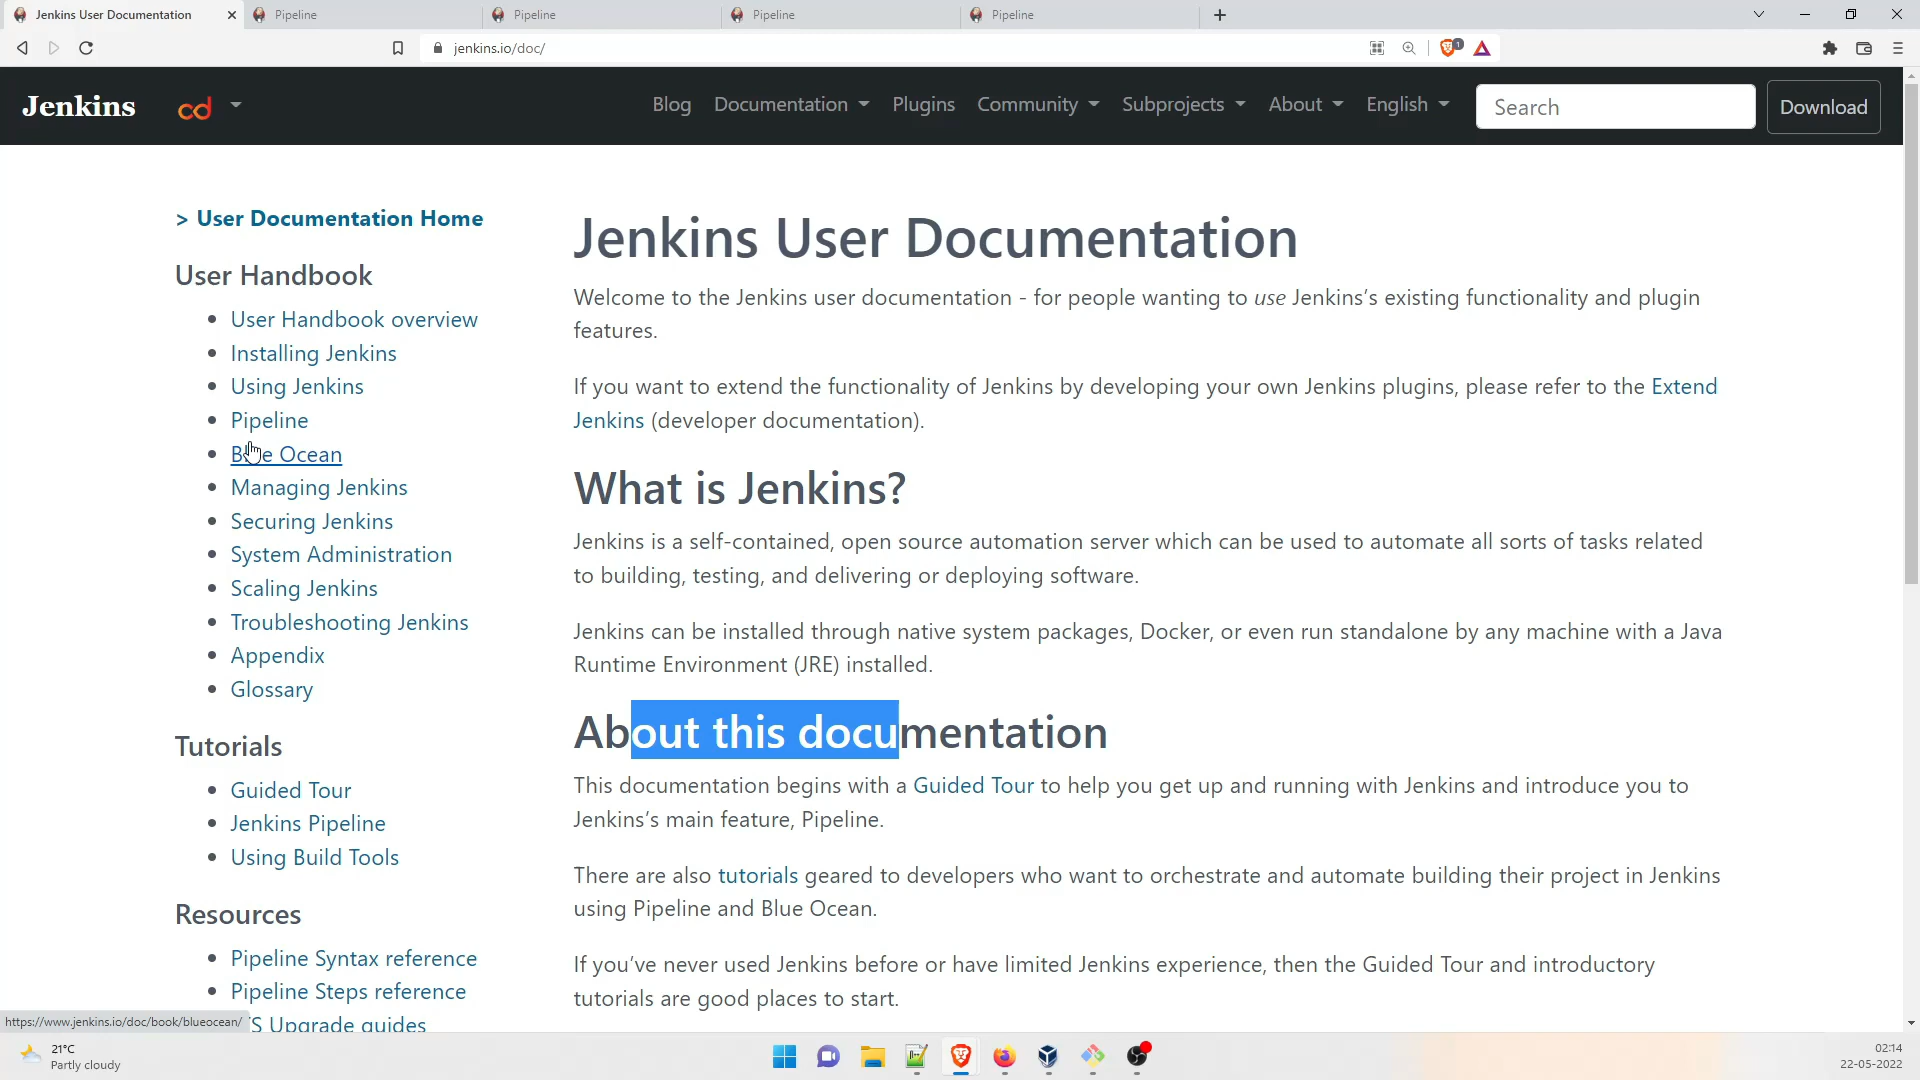 Jenkins User Documentation
Pipeline
Pipeline
Pipeline
Pipeline
jenkins.io/doc/
1
Jenkins
cd
Blog
Documentation
Plugins
Community
Subprojects
About
English
Search
Download
> User Documentation Home
User Handbook
User Handbook overview
Installing Jenkins
Using Jenkins
Pipeline
Blue Ocean
Managing Jenkins
Securing Jenkins
System Administration
Scaling Jenkins
Troubleshooting Jenkins
Appendix
Glossary
Tutorials
Guided Tour
Jenkins Pipeline
Using Build Tools
Resources
Pipeline Syntax reference
Pipeline Steps reference
S Upgrade guides
https://www.jenkins.io/doc/book/blueocean/
Jenkins User Documentation
Welcome to the Jenkins user documentation - for people wanting to use Jenkins's existing functionality and plugin
features.
If you want to extend the functionality of Jenkins by developing your own Jenkins plugins, please refer to the Extend
Jenkins (developer documentation).
What is Jenkins?
Jenkins is a self-contained, open source automation server which can be used to automate all sorts of tasks related
to building, testing, and delivering or deploying software.
Jenkins can be installed through native system packages, Docker, or even run standalone by any machine with a Java
Runtime Environment (JRE) installed.
About this documentation
This documentation begins with a Guided Tour to help you get up and running with Jenkins and introduce you to
Jenkins's main feature, Pipeline.
There are also tutorials geared to developers who want to orchestrate and automate building their project in Jenkins
using Pipeline and Blue Ocean.
If you've never used Jenkins before or have limited Jenkins experience, then the Guided Tour and introductory
tutorials are good places to start.
21°C
Partly cloudy
02:14
22-05-2022